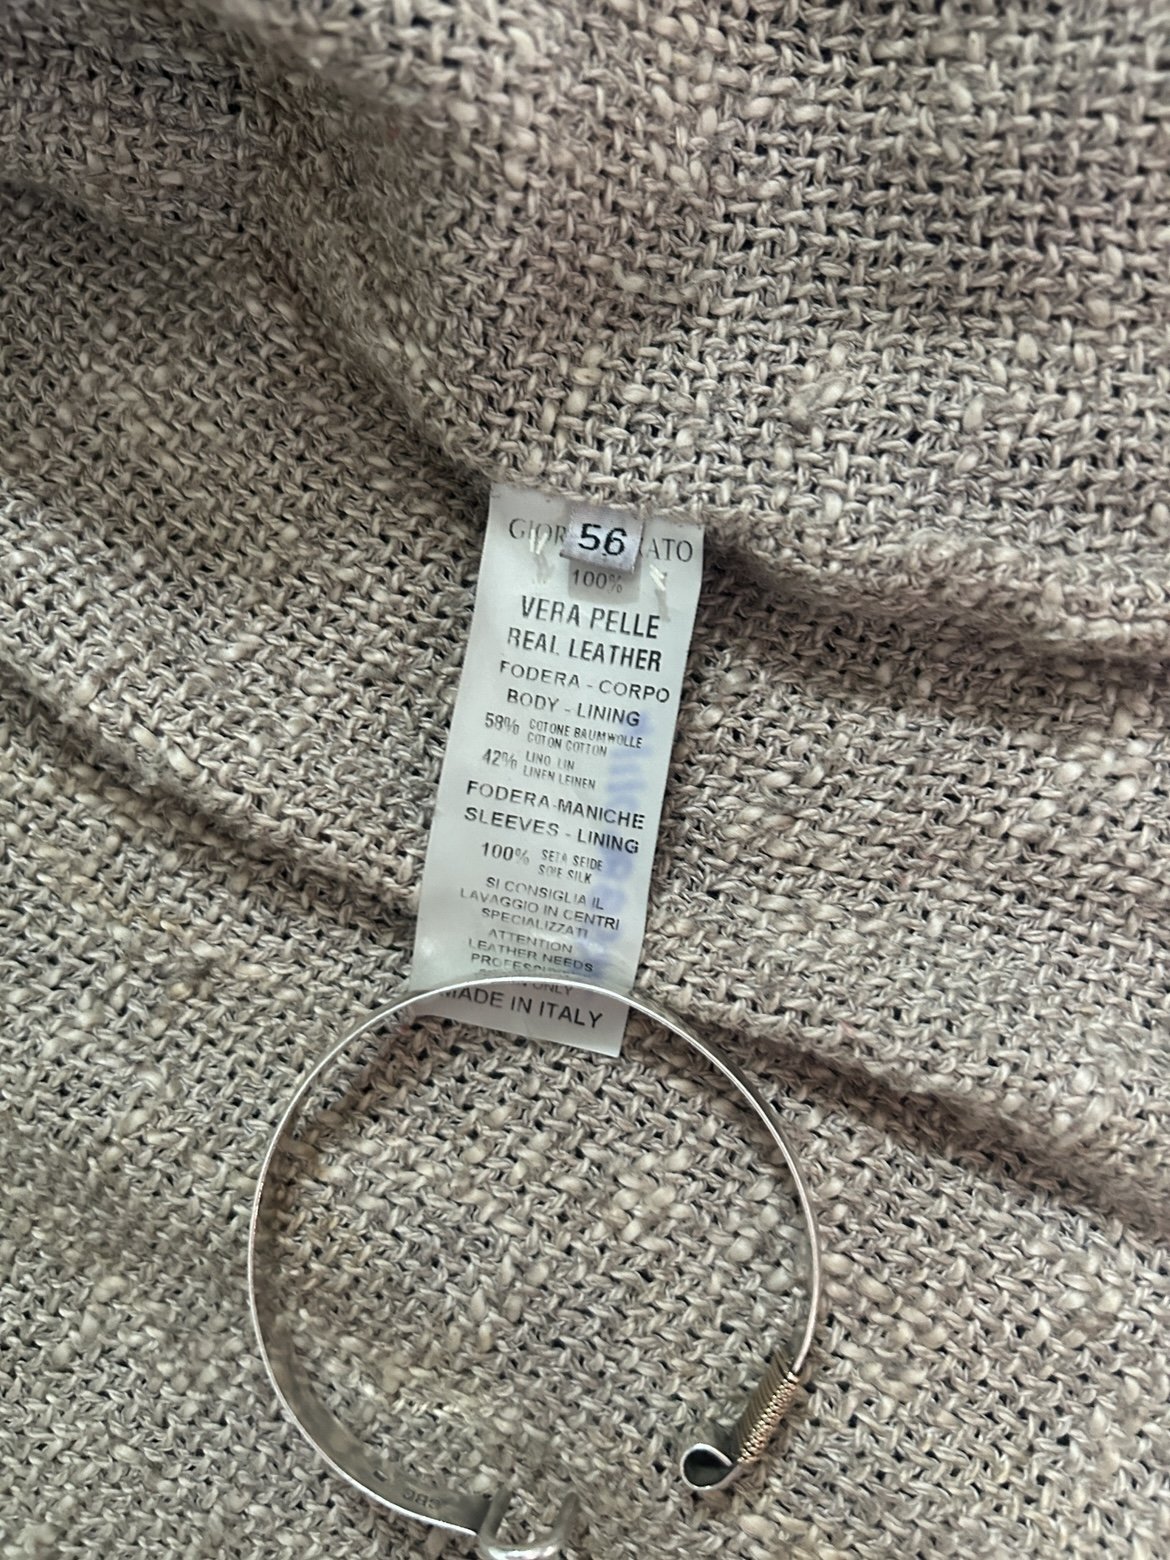 56
100%
VERA PELLE
REAL LEATHER
FODERA - CORPO
BODY - LINING
58% COTONE BAUMWOLLE
COTON COTTON
42% LINO LIN
LINEN LEINEN
FODERA-MANICHE
SLEEVES - LINING
100% SETA SEIDE
SOIE SILK
SI CONSIGLIA IL
LAVAGGIO IN CENTRI
SPECIALIZZATI
ATTENTION
LEATHER NEEDS
ONLY
MADE IN ITALY